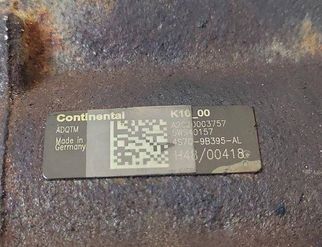 Continental K10_00
ADQTM A2C20003757
Made in 5WS40157
Germany 4S7Q-9B395-AL
H48/00418